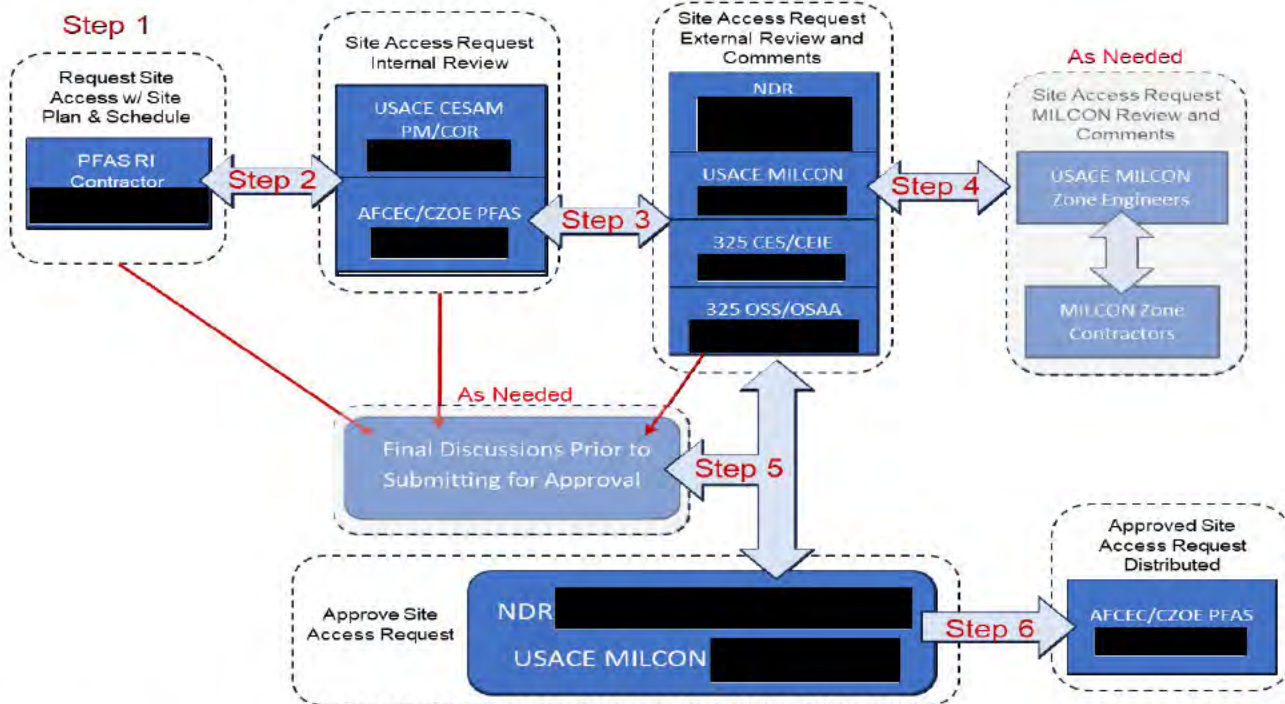 Step 1
Request Site
Access w/ Site
Plan & Schedule
PFAS RI
Contractor
Step 2
Site Access Request
Internal Review
USACE CESAM
PM/COR
AFCEC/CZOE PFAS
Step 3
Site Access Request
External Review and
Comments
NDR
USACE MILCON
325 CES/CEIE
325 OSS/OSAA
Step 4
As Needed
Site Access Request
MILCON Review and
Comments
USACE MILCON
Zone Engineers
MILCON Zone
Contractors
As Needed
Final Discussions Prior to
Submitting for Approval
Step 5
Approve Site
Access Request
NDR
USACE MILCON
Step 6
Approved Site
Access Request
Distributed
AFCEC/CZOE PFAS